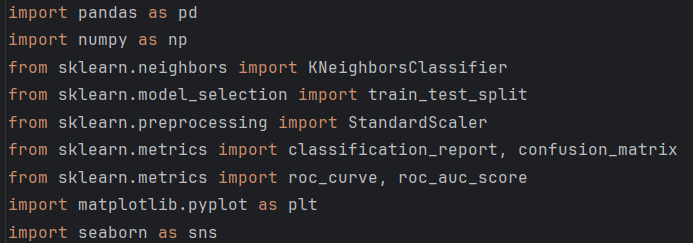 import pandas as pd
import numpy as np
from sklearn.neighbors import KNeighborsClassifier
from sklearn.model_selection import train_test_split
from sklearn.preprocessing import StandardScaler
from sklearn.metrics import classification_report, confusion_matrix
from sklearn.metrics import roc_curve, roc_auc_score
import matplotlib.pyplot as plt
import seaborn as sns